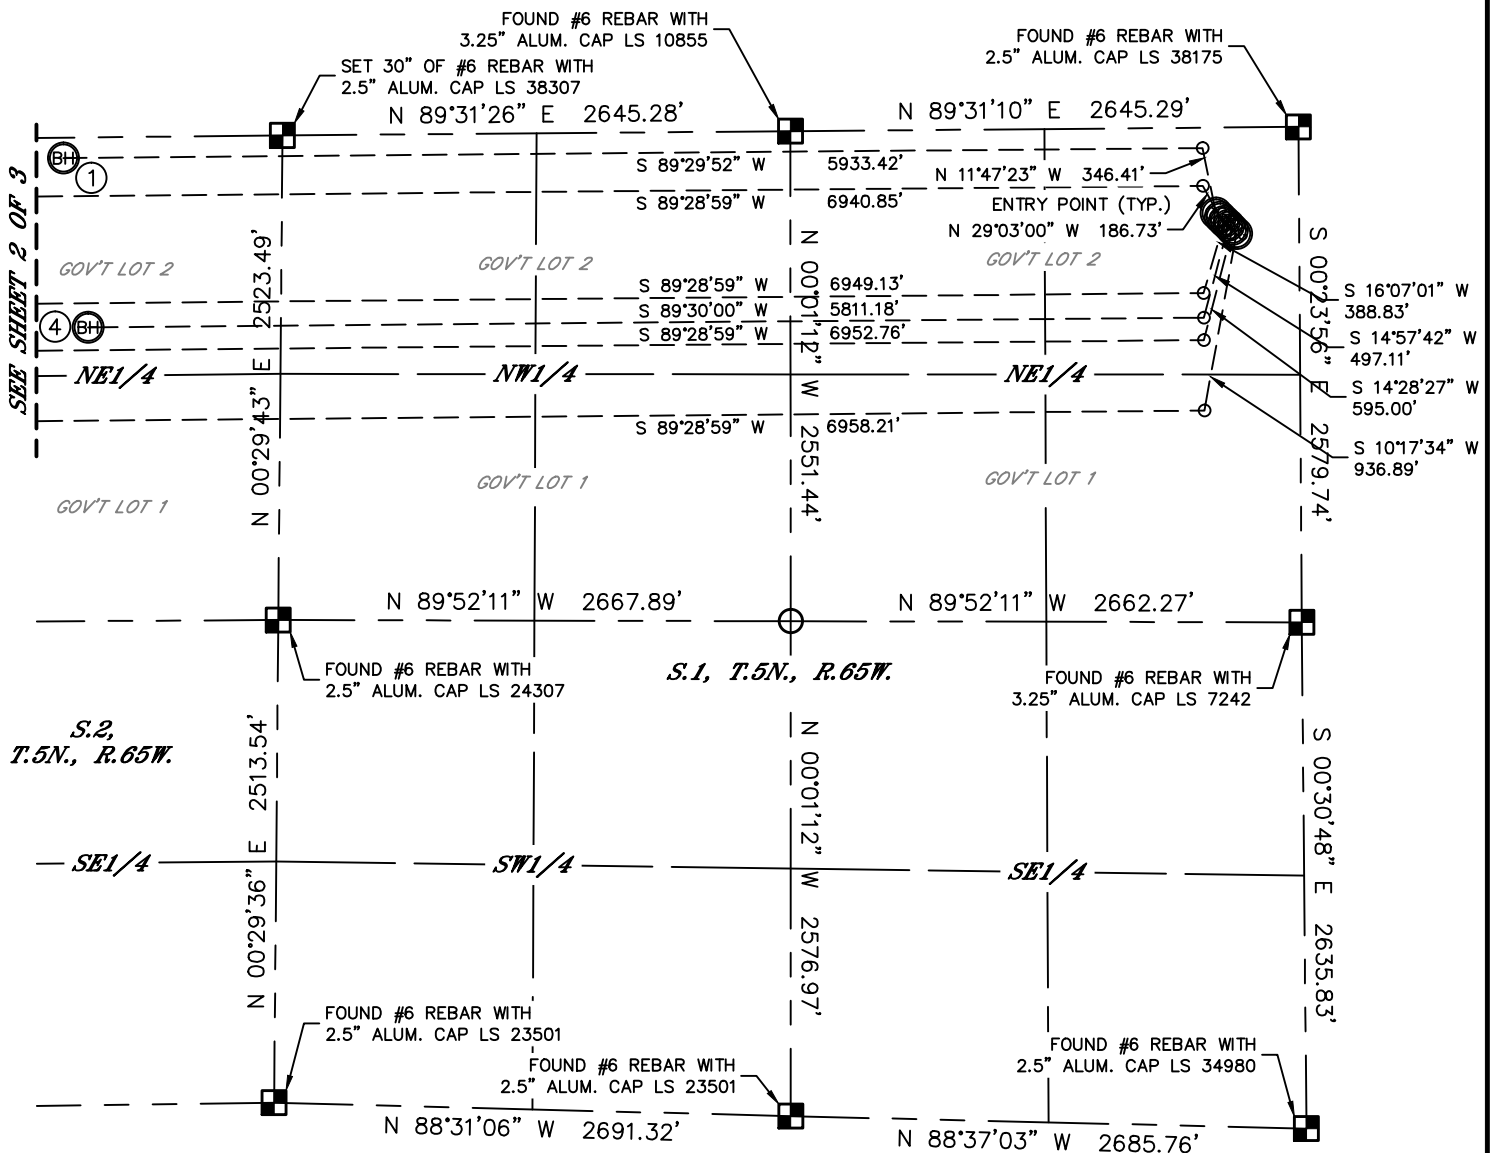 FOUND #6 REBAR WITH
3.25” ALUM. CAP LS 10855
FOUND #6 REBAR WITH
2.5” ALUM. CAP LS 38175
SET 30” OF #6 REBAR WITH
2.5” ALUM. CAP LS 38307
N 89°31'26” E 2645.28'
N 89°31'10” E 2645.29'
SEE SHEET 2 OF 3
BH
1
S 89°29'52” W 5933.42'
N 11°47'23” W 346.41'
S 89°28'59” W 6940.85'
ENTRY POINT (TYP.)
N 29°03'00” W 186.73'
GOV'T LOT 2
GOV'T LOT 2
GOV'T LOT 2
N 00°29'43” E 2523.49'
N 00°01'12” W 2551.44'
S 00°23'56” E 2579.74'
S 89°28'59” W 6949.13'
S 16°07'01” W
388.83'
4
BH
S 89°30'00” W 5811.18'
S 89°28'59” W 6952.76'
S 14°57'42” W
497.11'
NE1/4
NW1/4
NE1/4
S 14°28'27” W
595.00'
S 89°28'59” W 6958.21'
S 10°17'34” W
936.89'
GOV'T LOT 1
GOV'T LOT 1
GOV'T LOT 1
N 89°52'11” W 2667.89'
N 89°52'11” W 2662.27'
FOUND #6 REBAR WITH
2.5” ALUM. CAP LS 24307
S.1, T.5N., R.65W.
FOUND #6 REBAR WITH
3.25” ALUM. CAP LS 7242
S.2,
T.5N., R.65W.
N 00°29'36” E 2513.54'
N 00°01'12” W 2576.97'
S 00°30'48” E 2635.83'
SE1/4
SW1/4
SE1/4
FOUND #6 REBAR WITH
2.5” ALUM. CAP LS 23501
FOUND #6 REBAR WITH
2.5” ALUM. CAP LS 23501
FOUND #6 REBAR WITH
2.5” ALUM. CAP LS 34980
N 88°31'06” W 2691.32'
N 88°37'03” W 2685.76'